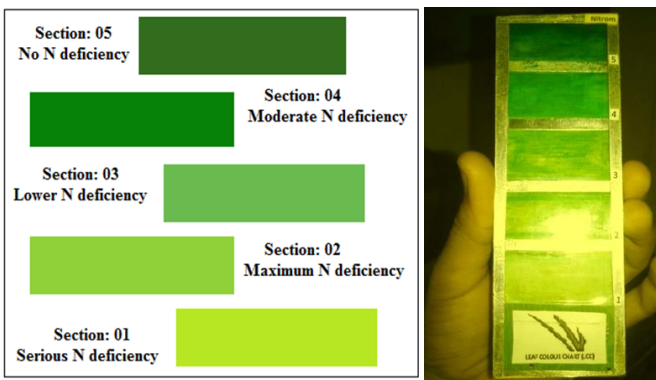 Section: 05
No N deficiency
Section: 04
Moderate N deficiency
Section: 03
Lower N deficiency
Section: 02
Maximum N deficiency
Section: 01
Serious N deficiency
Nitrom
5
4
3
2
1
LEAF COLOUR CHART (LCC)